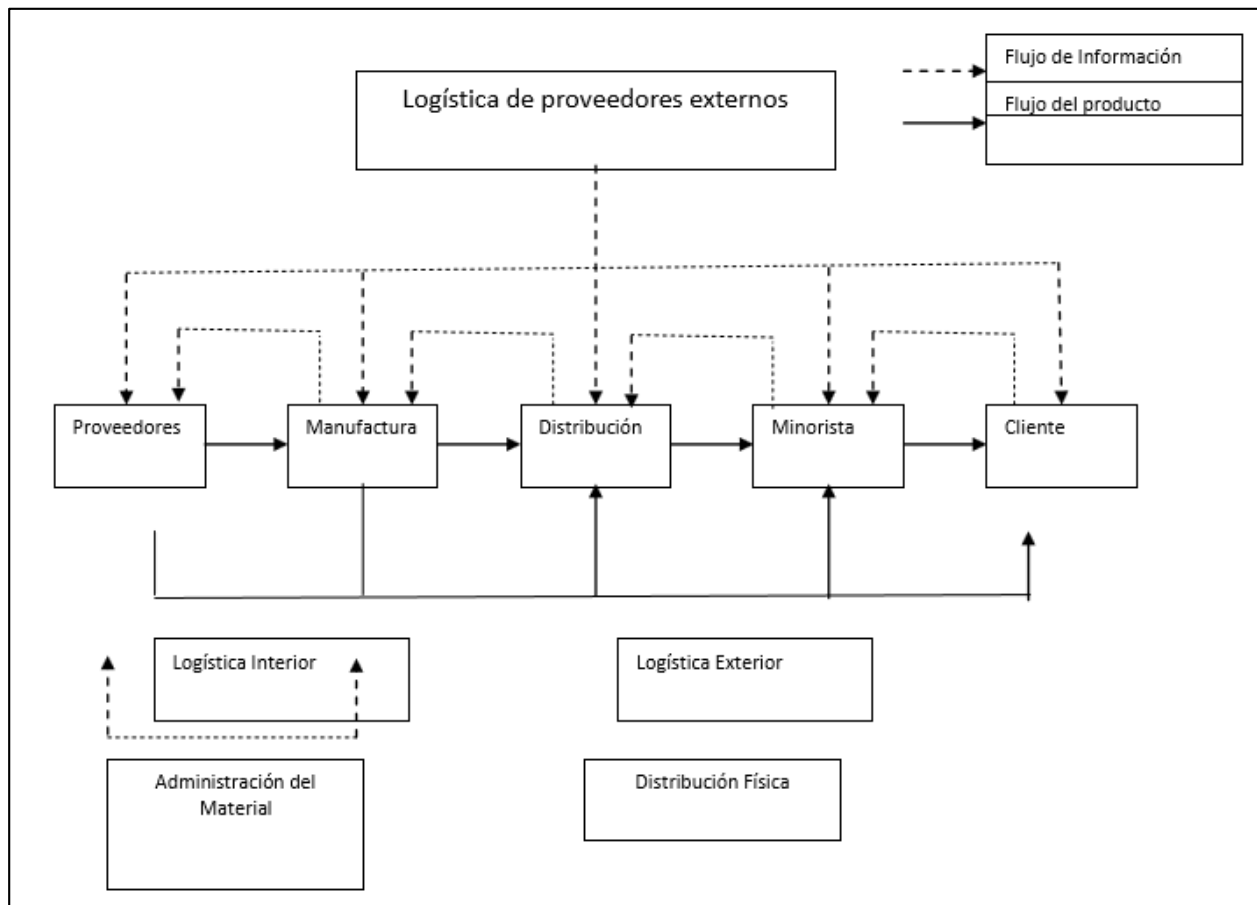 Flujo de Información
Logística de proveedores externos
Flujo del producto
Proveedores
Manufactura
Distribución
Minorista
Cliente
Logística Interior
Logística Exterior
Administración del
Material
Distribución Física